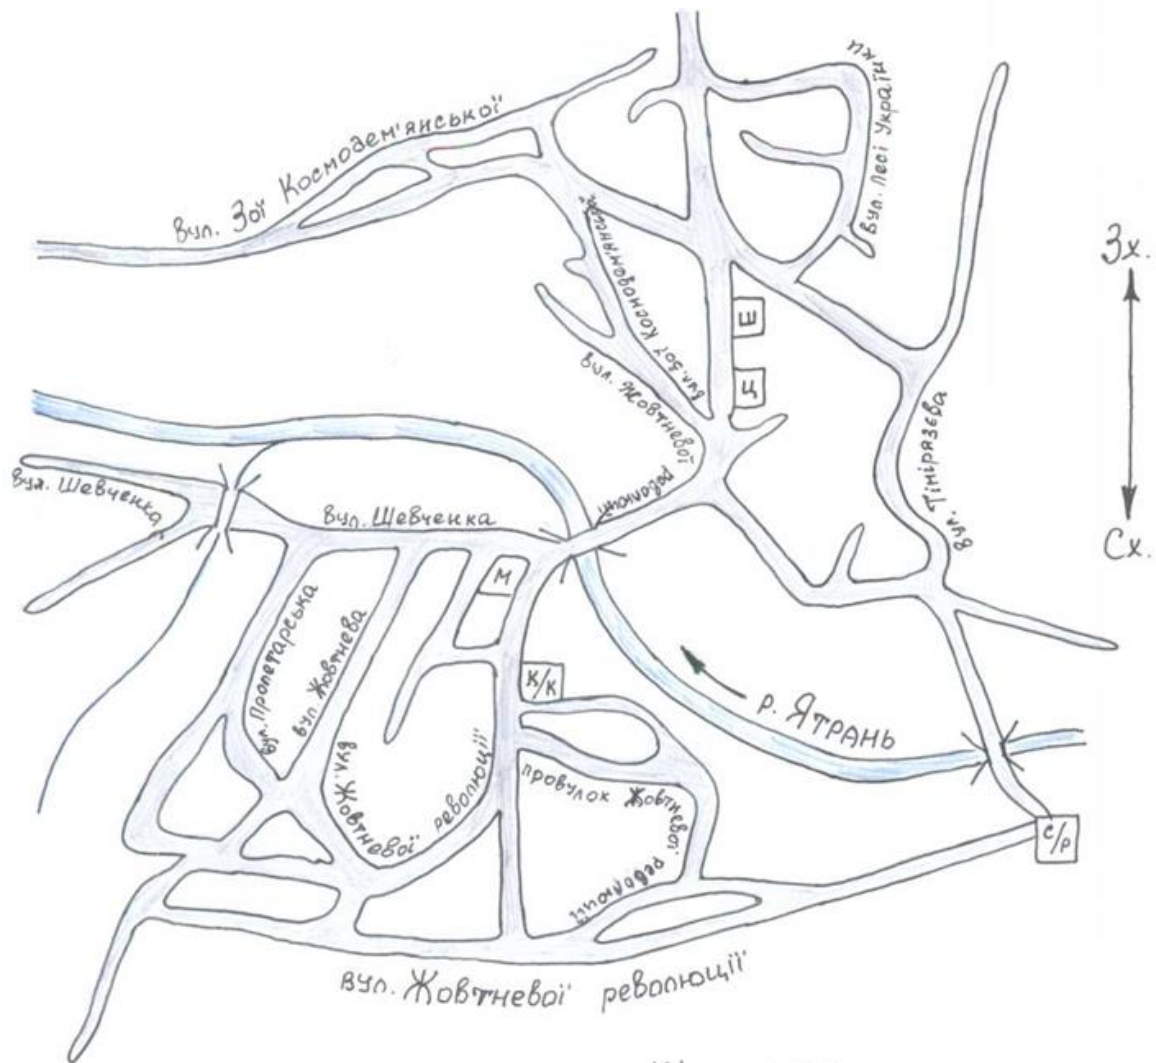 вул. Зої Космодем'янської
вул. Лесі Українки
вул. Зої Космодем'янської
Зх.
Сх.
Ш
Ц
вул. Жовтневої
революції
вул. Тінірязєва
вул. Шевченка
вул. Шевченка
М
вул. Пролетарська
вул. Жовтнева
К/К
р. ЯТРАНЬ
вул. Жовтневої революції
провулок Жовтневої
революції
С/Р
вул. Жовтневої революції